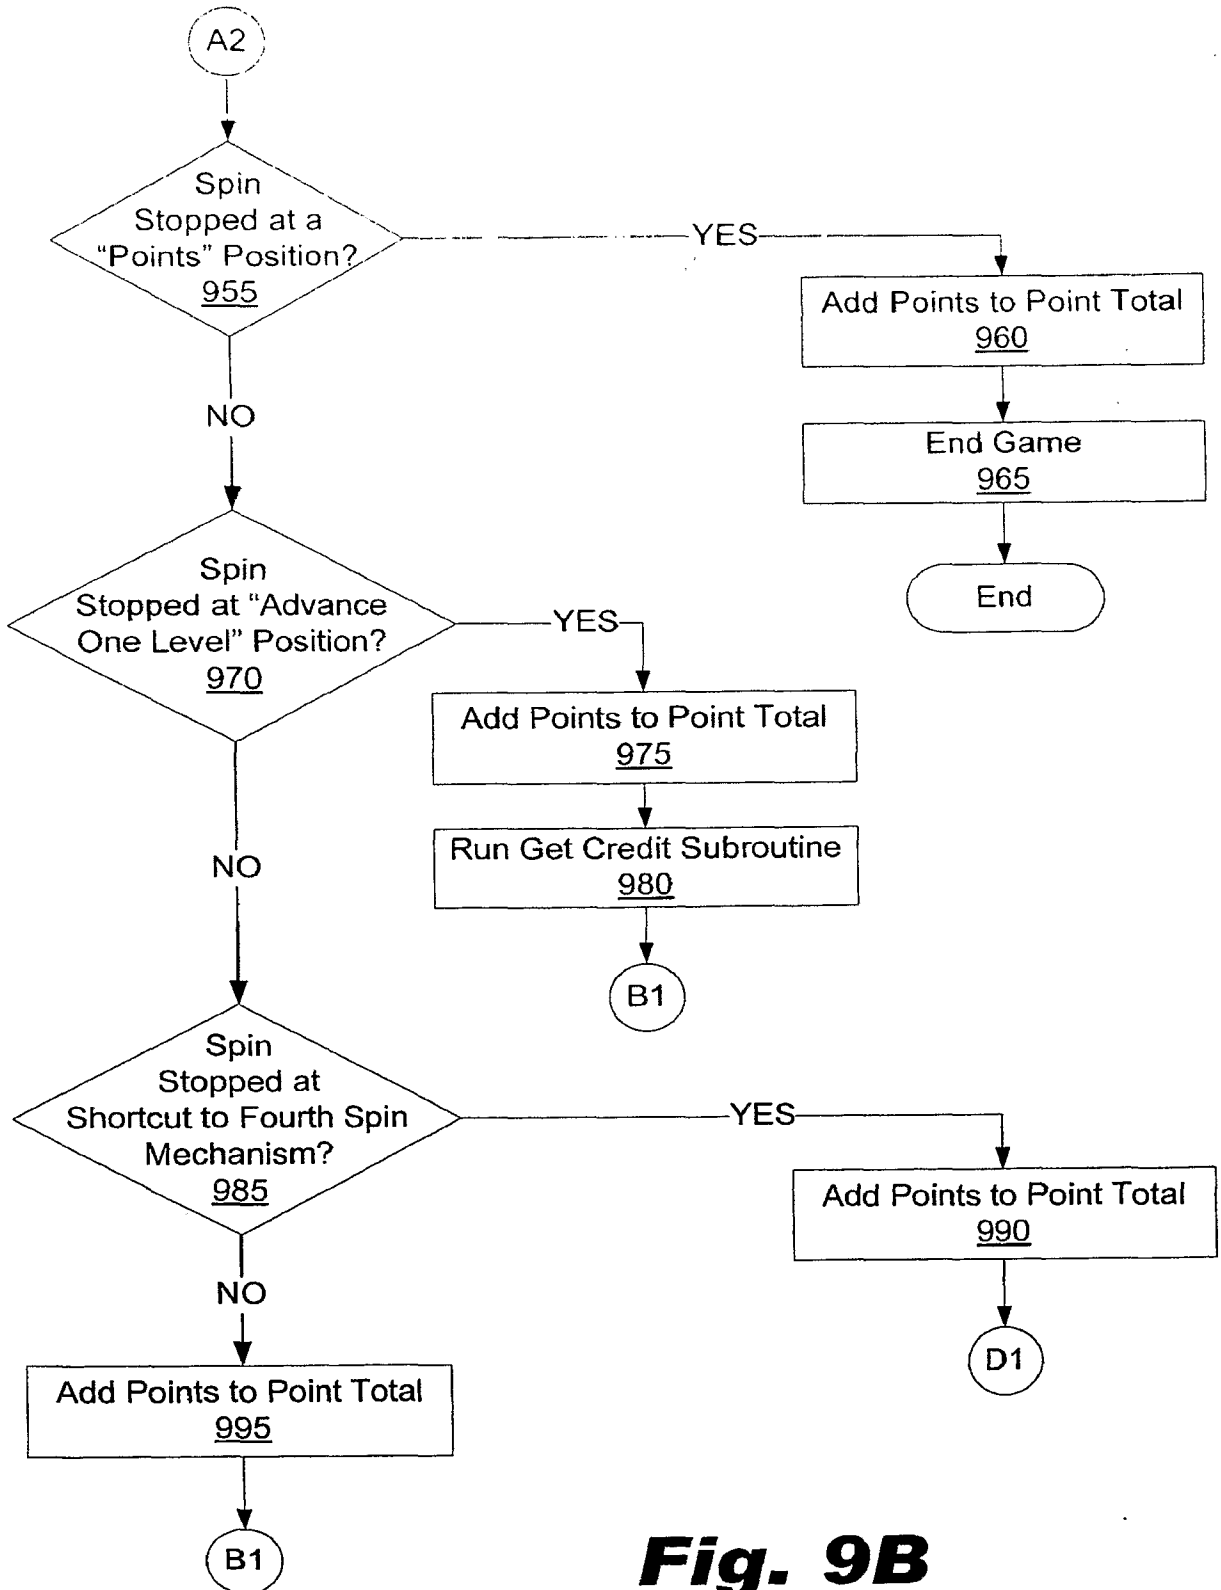 A2
Spin
Stopped at a
“Points” Position?
955
YES
Add Points to Point Total
960
NO
End Game
965
End
Spin
Stopped at “Advance
One Level” Position?
970
YES
Add Points to Point Total
975
Run Get Credit Subroutine
980
NO
B1
Spin
Stopped at
Shortcut to Fourth Spin
Mechanism?
985
YES
Add Points to Point Total
990
NO
D1
Add Points to Point Total
995
B1
Fig. 9B